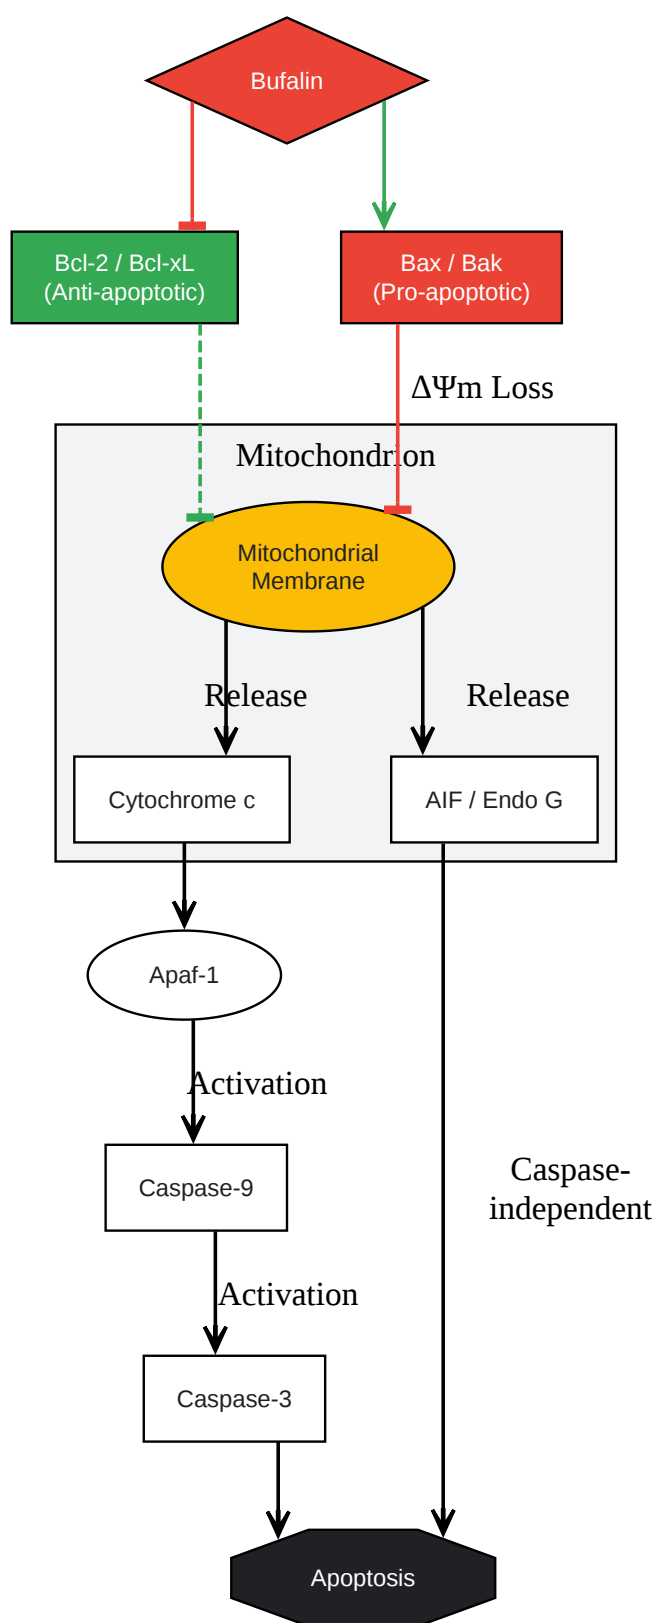 Bufalin
Bcl-2 / Bcl-xL
(Anti-apoptotic)
Bax / Bak
(Pro-apoptotic)
ΔΨm Loss
Mitochondrion
Mitochondrial
Membrane
Release
Release
Cytochrome c
AIF / Endo G
Apaf-1
Activation
Caspase-9
Caspase-
independent
Activation
Caspase-3
Apoptosis